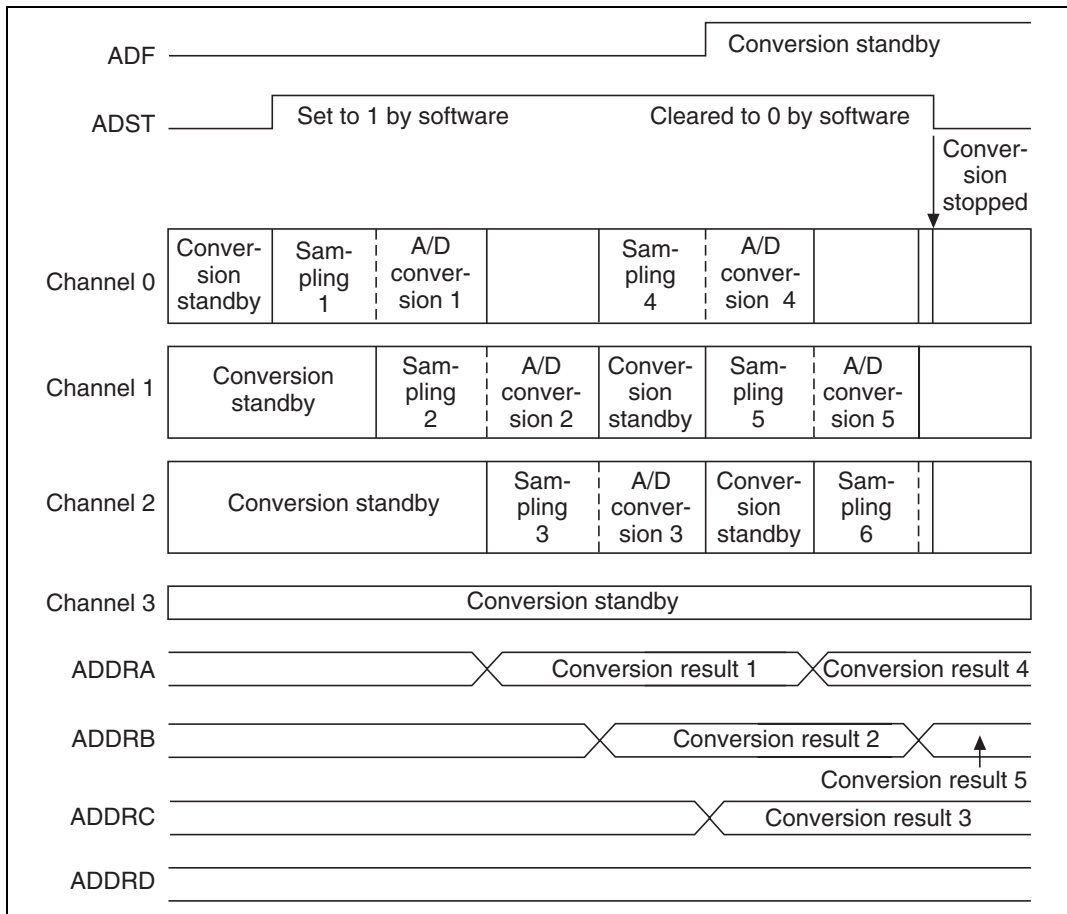 ADF
Conversion standby
ADST
Set to 1 by software
Cleared to 0 by software
Conver-
sion
stopped
Channel 0
Conver-
sion
standby
Sam-
pling
1
A/D
conver-
sion 1
Sam-
pling
4
A/D
conver-
sion 4
Channel 1
Conversion
standby
Sam-
pling
2
A/D
conver-
sion 2
Conver-
sion
standby
Sam-
pling
5
A/D
conver-
sion 5
Channel 2
Conversion standby
Sam-
pling
3
A/D
conver-
sion 3
Conver-
sion
standby
Sam-
pling
6
Channel 3
Conversion standby
ADDRA
Conversion result 1
Conversion result 4
ADDRB
Conversion result 2
Conversion result 5
ADDRC
Conversion result 3
ADDRD